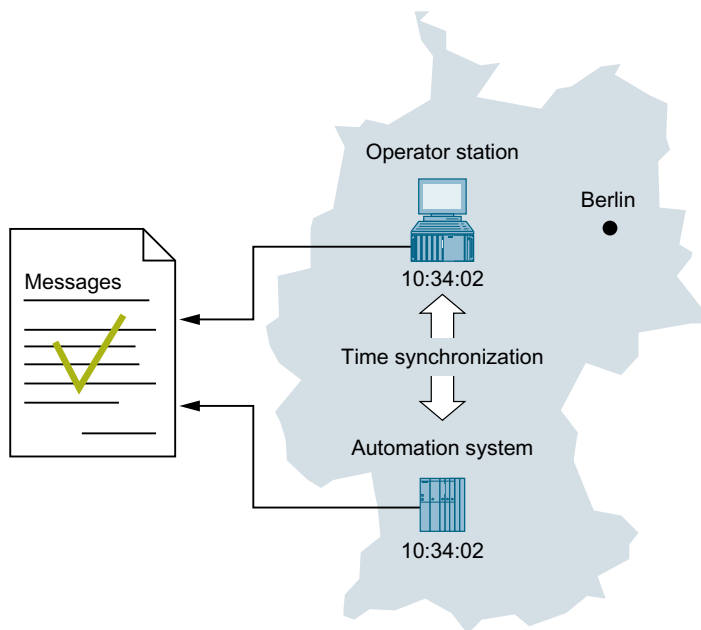 Operator station
Berlin
Messages
10:34:02
Time synchronization
Automation system
10:34:02